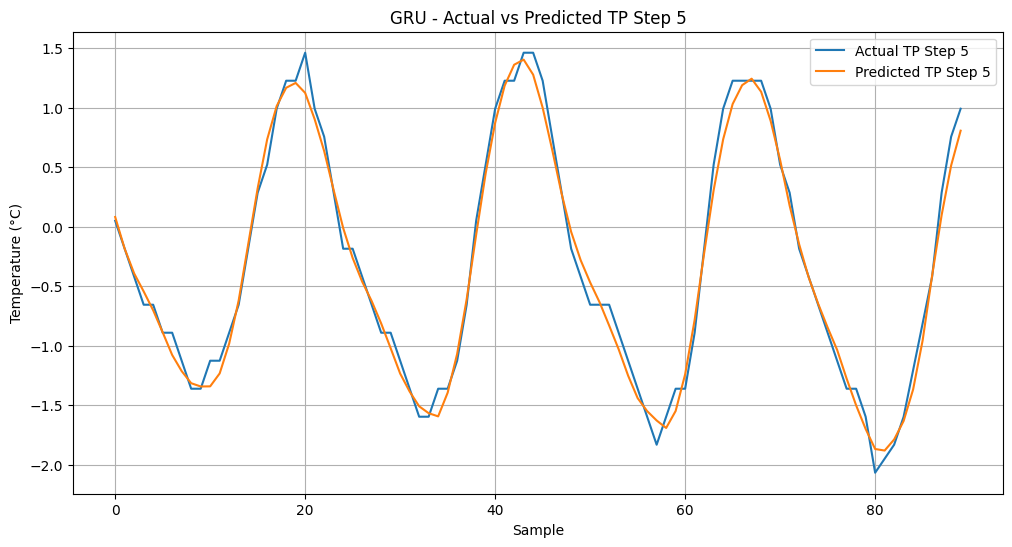 GRU - Actual vs Predicted TP Step 5
Actual TP Step 5
Predicted TP Step 5
1.5
1.0
0.5
0.0
−0.5
−1.0
−1.5
−2.0
Temperature (°C)
0 20 40 60 80
Sample